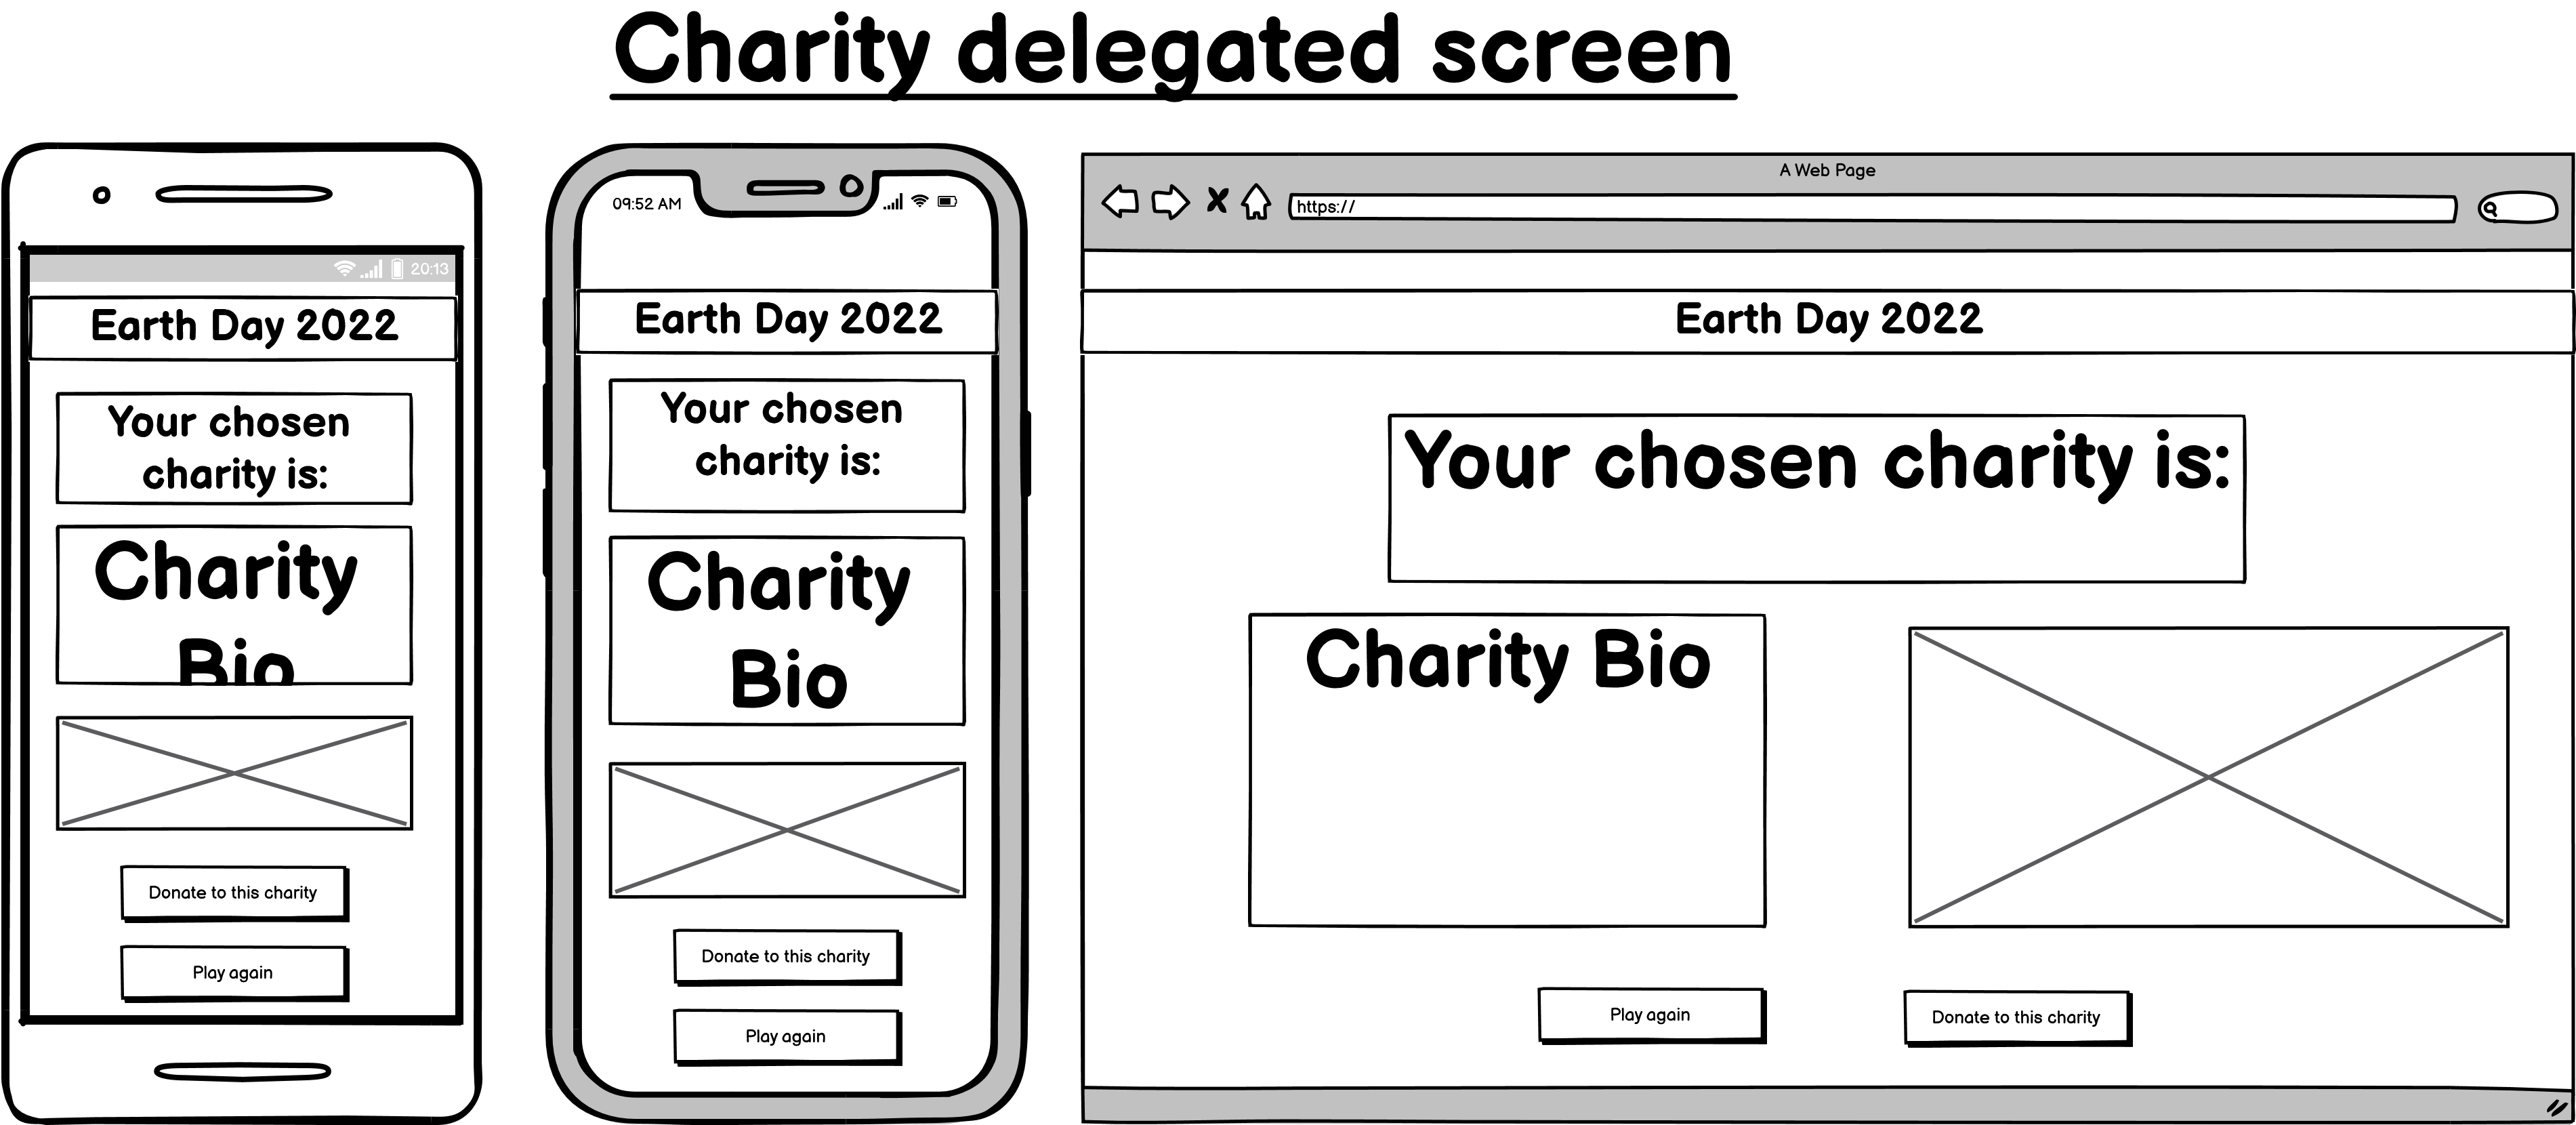 Charity delegated screen
20:13
Earth Day 2022
Your chosen
charity is:
Charity
Bio
Donate to this charity
Play again
09:52 AM
Earth Day 2022
Your chosen
charity is:
Charity
Bio
Donate to this charity
Play again
A Web Page
https://
Earth Day 2022
Your chosen charity is:
Charity Bio
Play again
Donate to this charity